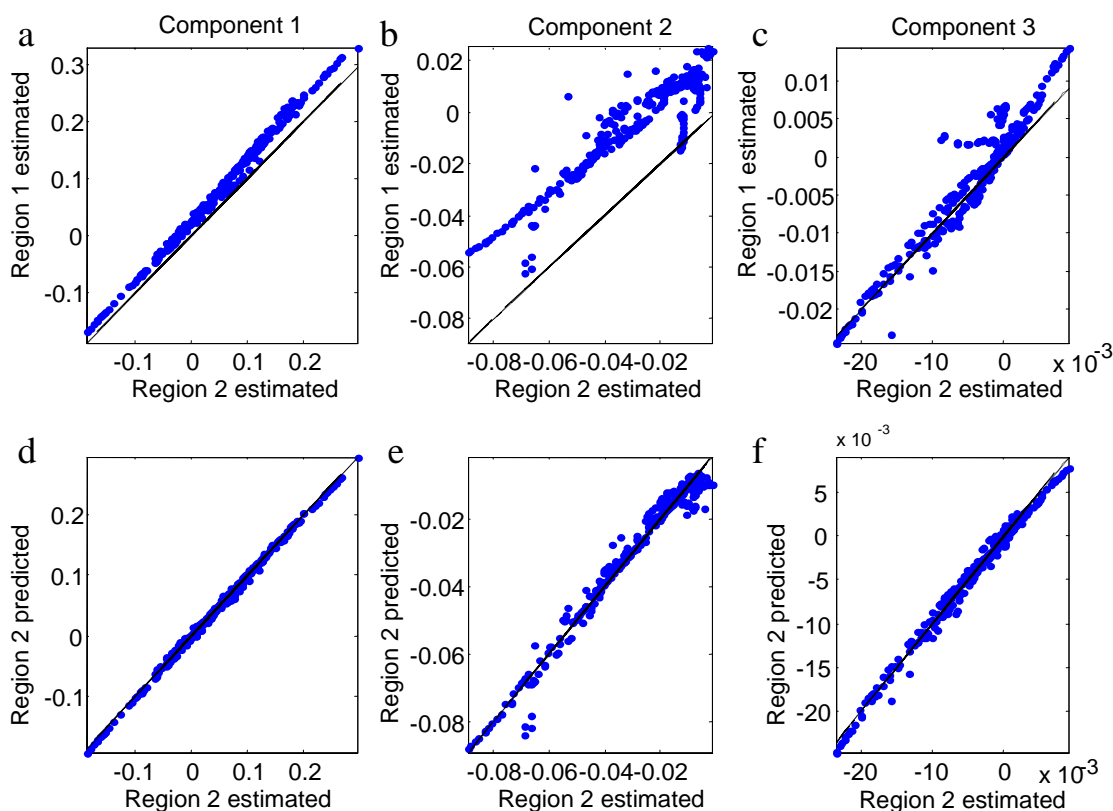 a
Component 1
b
Component 2
c
Component 3
Region 1 estimated
0.3
0.2
0.1
0
-0.1
-0.1 0 0.1 0.2
Region 2 estimated
Region 1 estimated
0.02
0
-0.02
-0.04
-0.06
-0.08
-0.08 -0.06 -0.04 -0.02
Region 2 estimated
Region 1 estimated
0.01
0.005
0
-0.005
-0.01
-0.015
-0.02
-20 -10 0
x 10 -3
Region 2 estimated
d
e
f
Region 2 predicted
0.2
0.1
0
-0.1
-0.1 0 0.1 0.2
Region 2 estimated
Region 2 predicted
-0.02
-0.04
-0.06
-0.08
-0.08 -0.06 -0.04 -0.02
Region 2 estimated
x 10 -3
Region 2 predicted
5
0
-5
-10
-15
-20
-20 -10 0
x 10 -3
Region 2 estimated